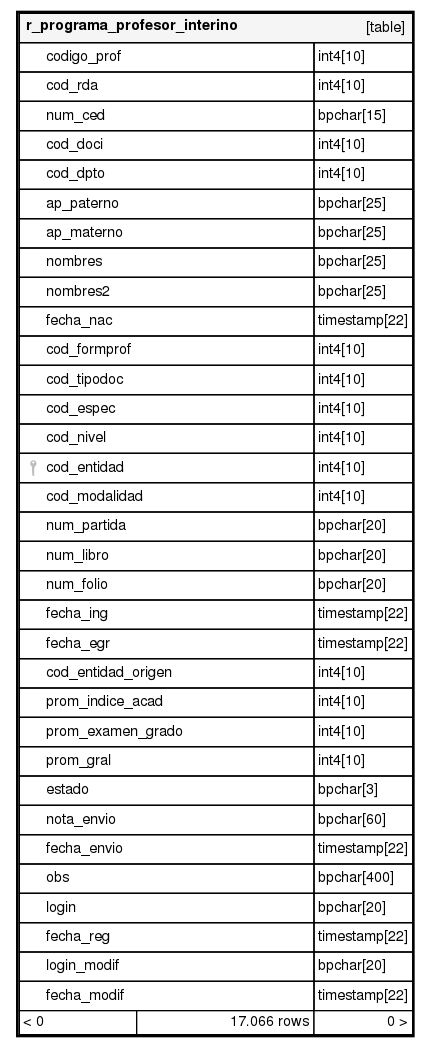 r_programa_profesor_interino [table]
codigo_prof int4[10]
cod_rda int4[10]
num_ced bpchar[15]
cod_doci int4[10]
cod_dpto int4[10]
ap_paterno bpchar[25]
ap_materno bpchar[25]
nombres bpchar[25]
nombres2 bpchar[25]
fecha_nac timestamp[22]
cod_formprof int4[10]
cod_tipodoc int4[10]
cod_espec int4[10]
cod_nivel int4[10]
cod_entidad int4[10]
cod_modalidad int4[10]
num_partida bpchar[20]
num_libro bpchar[20]
num_folio bpchar[20]
fecha_ing timestamp[22]
fecha_egr timestamp[22]
cod_entidad_origen int4[10]
prom_indice_acad int4[10]
prom_examen_grado int4[10]
prom_gral int4[10]
estado bpchar[3]
nota_envio bpchar[60]
fecha_envio timestamp[22]
obs bpchar[400]
login bpchar[20]
fecha_reg timestamp[22]
login_modif bpchar[20]
fecha_modif timestamp[22]
< 0 17.066 rows 0 >